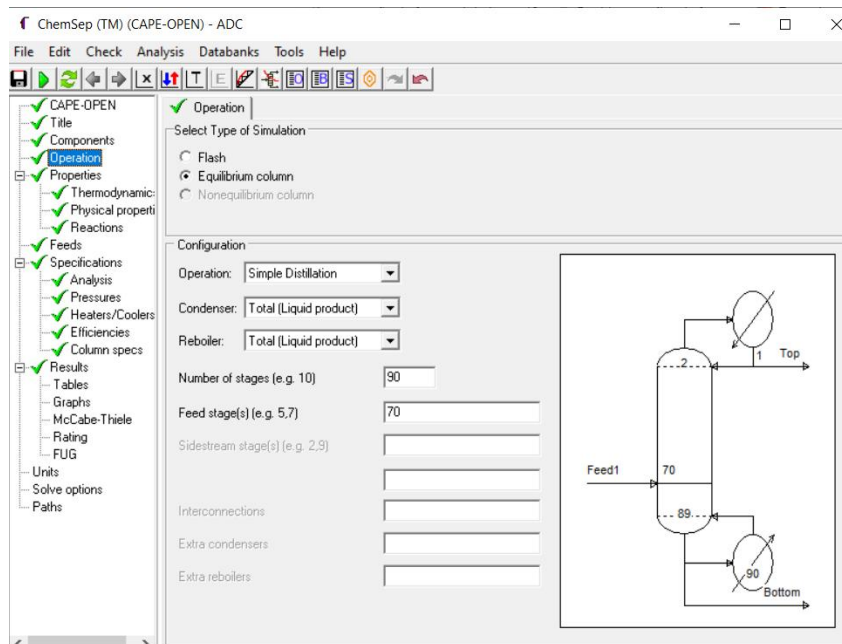 ChemSep (TM) (CAPE-OPEN) - ADC
File Edit Check Analysis Databanks Tools Help
CAPE-OPEN
Title
Components
Operation
Properties
Thermodynamic:
Physical properti
Reactions
Feeds
Specifications
Analysis
Pressures
Heaters/Coolers
Efficiencies
Column specs
Results
Tables
Graphs
McCabe-Thiele
Rating
FUG
Units
Solve options
Paths
Operation
Select Type of Simulation
Flash
Equilibrium column
Nonequilibrium column
Configuration
Operation: Simple Distillation
Condenser: Total (Liquid product)
Reboiler: Total (Liquid product)
Number of stages (e.g. 10) 90
Feed stage(s) (e.g. 5,7) 70
Sidestream stage(s) (e.g. 2,9)
Interconnections
Extra condensers
Extra reboilers
1 Top
2
Feed1 70
89
90
Bottom